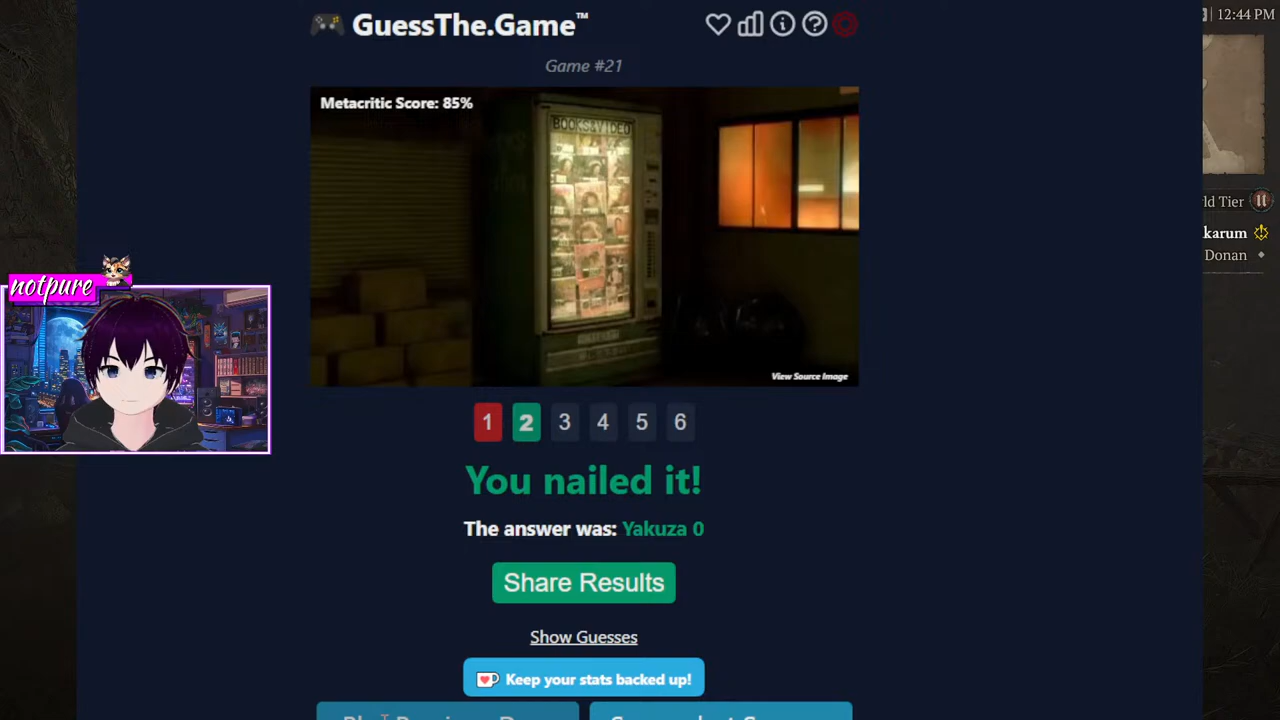 GuessThe.Game™
12:44 PM
Game #21
Metacritic Score: 85%
BOOKS&VIDEO
View Source Image
ld Tier
karum
Donan
notpure
1 2 3 4 5 6
You nailed it!
The answer was: Yakuza 0
Share Results
Show Guesses
Keep your stats backed up!